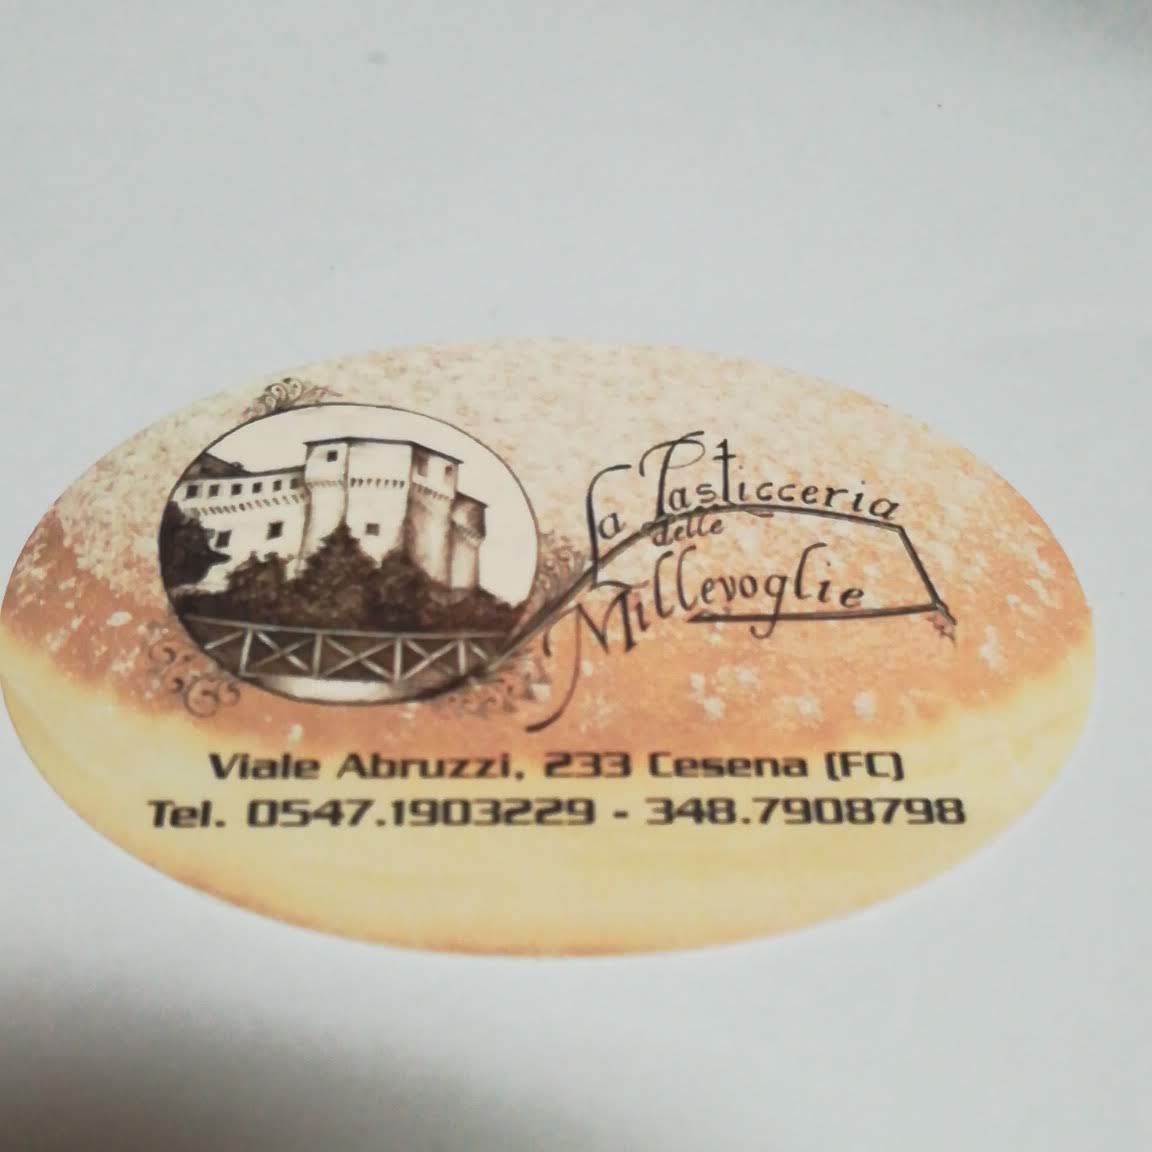 La Pasticceria
delle
Millevoglie
Viale Abruzzi, 233 Cesena (FC)
Tel. 0547.1903229 - 348.7908798